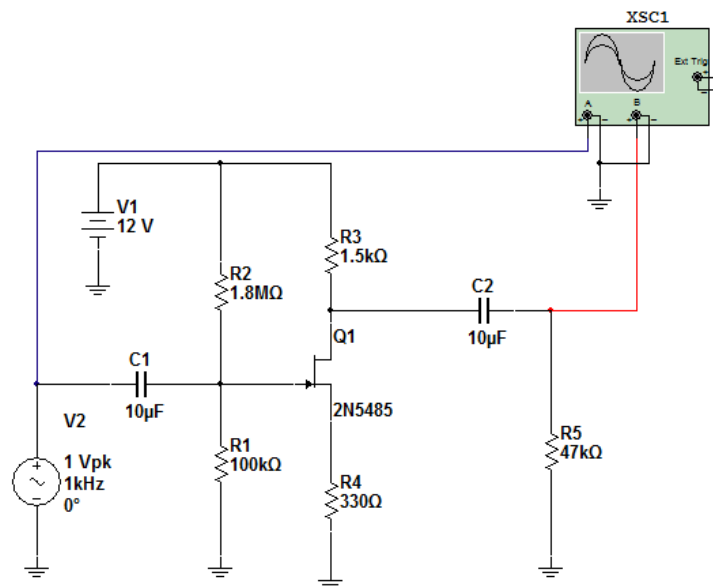 XSC1
Ext Trig
+
−
A
B
+ − + −
V1
12 V
R3
1.5kΩ
R2
1.8MΩ
C2
10µF
Q1
C1
10µF
2N5485
V2
1 Vpk
1kHz
0°
+
−
R1
100kΩ
R4
330Ω
R5
47kΩ